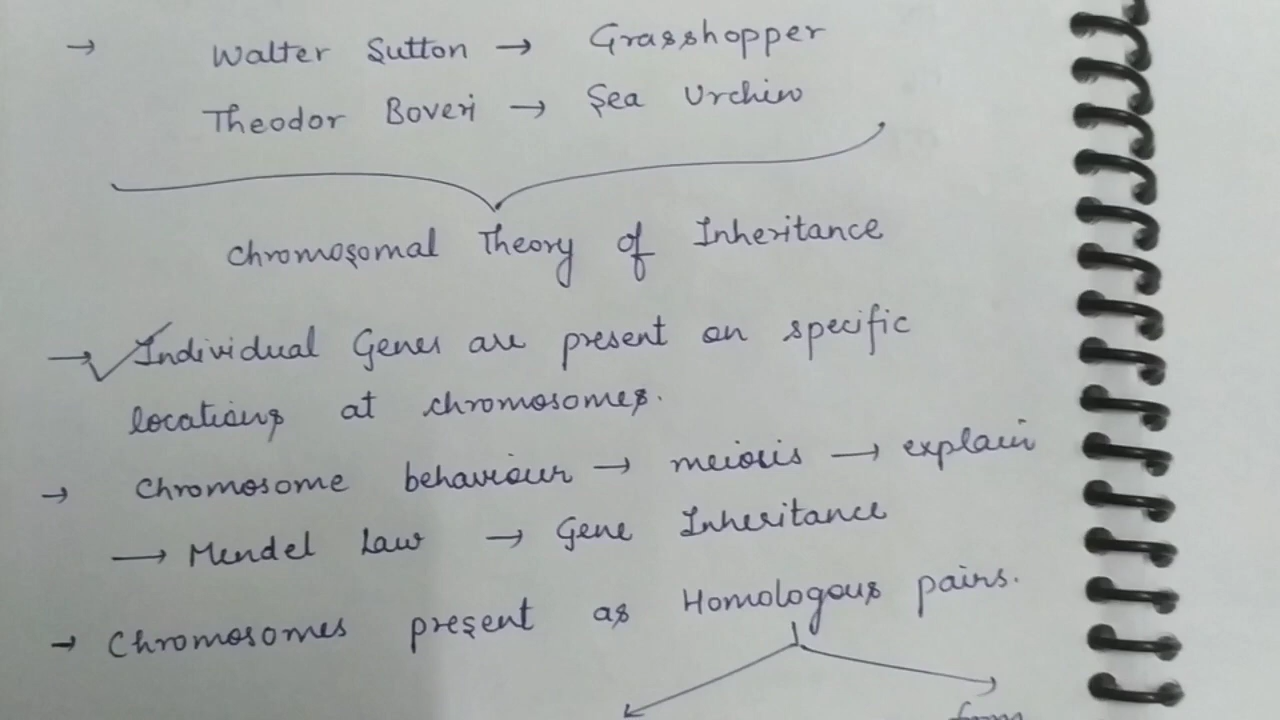 → Walter Sutton → Grasshopper
Theodor Boveri → Sea Urchin
Chromosomal Theory of Inheritance
→ ✓ Individual Genes are present on specific
locations at chromosomes.
→ Chromosome behaviour → meiosis → explain
→ Mendel Law → Gene Inheritance
→ Chromosomes present as Homologous pairs.